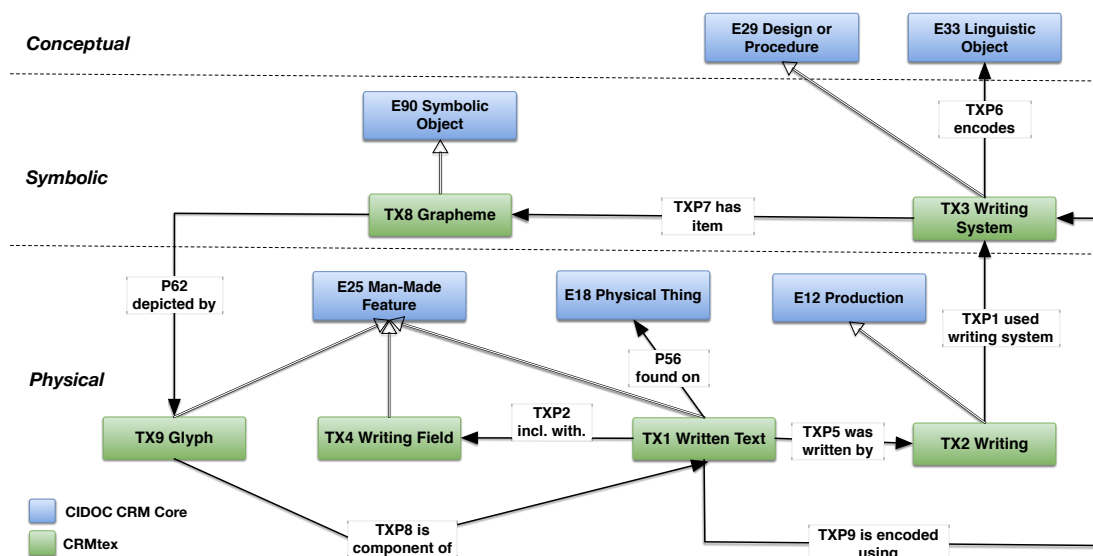 Conceptual
E29 Design or
Procedure
E33 Linguistic
Object
E90 Symbolic
Object
TXP6
encodes
Symbolic
TX8 Grapheme
TXP7 has
item
TX3 Writing
System
P62
depicted by
E25 Man-Made
Feature
E18 Physical Thing
E12 Production
TXP1 used
writing system
P56
found on
Physical
TX9 Glyph
TX4 Writing Field
TXP2
incl. with.
TX1 Written Text
TXP5 was
written by
TX2 Writing
CIDOC CRM Core
CRMtex
TXP8 is
component of
TXP9 is encoded
using